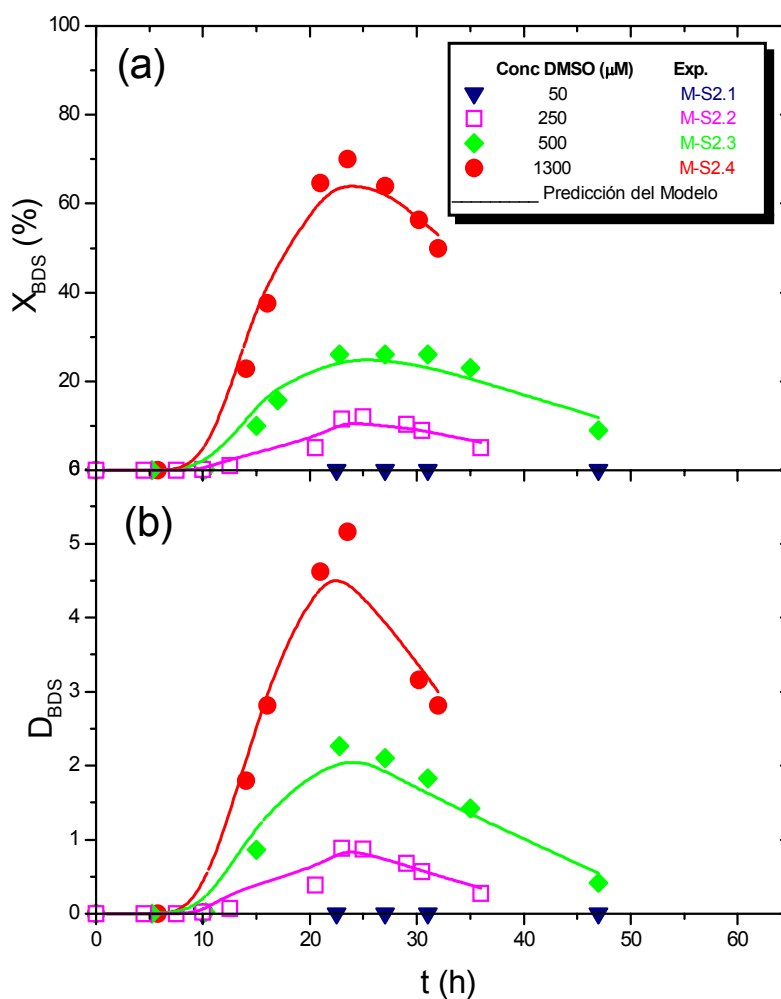 (a)
Conc DMSO (μM) Exp.
50 M-S2.1
250 M-S2.2
500 M-S2.3
1300 M-S2.4
Predicción del Modelo
100
80
60
40
20
0
X_BDS (%)
(b)
5
4
3
2
1
0
D_BDS
0 10 20 30 40 50 60
t (h)